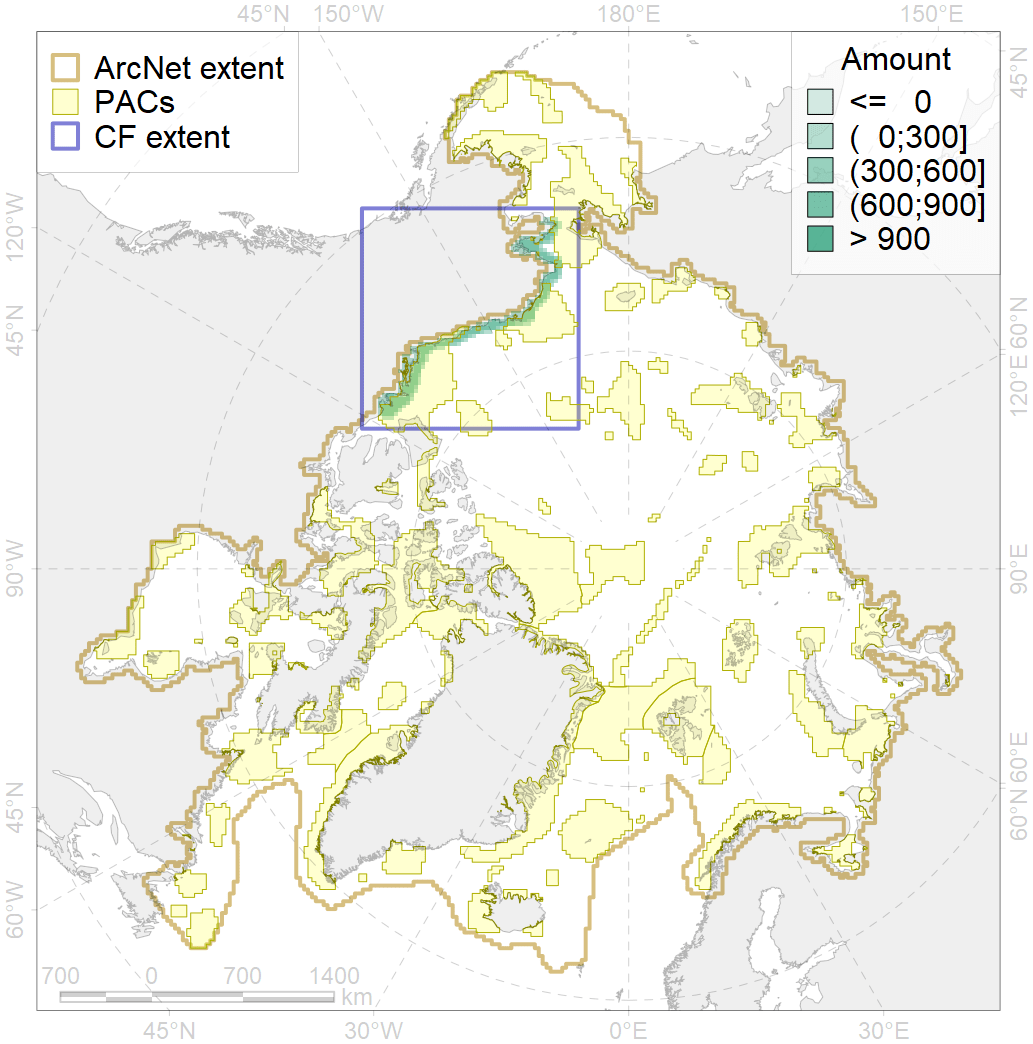 45°N 150°W 180°E 150°E
ArcNet extent
PACs
CF extent
Amount
<= 0
( 0;300]
(300;600]
(600;900]
> 900
45°N
120°W
45°N
60°N
120°E
90°W
90°E
45°N
60°N
60°W
60°E
700 0 700 1400
km
45°N 30°W 0°E 30°E